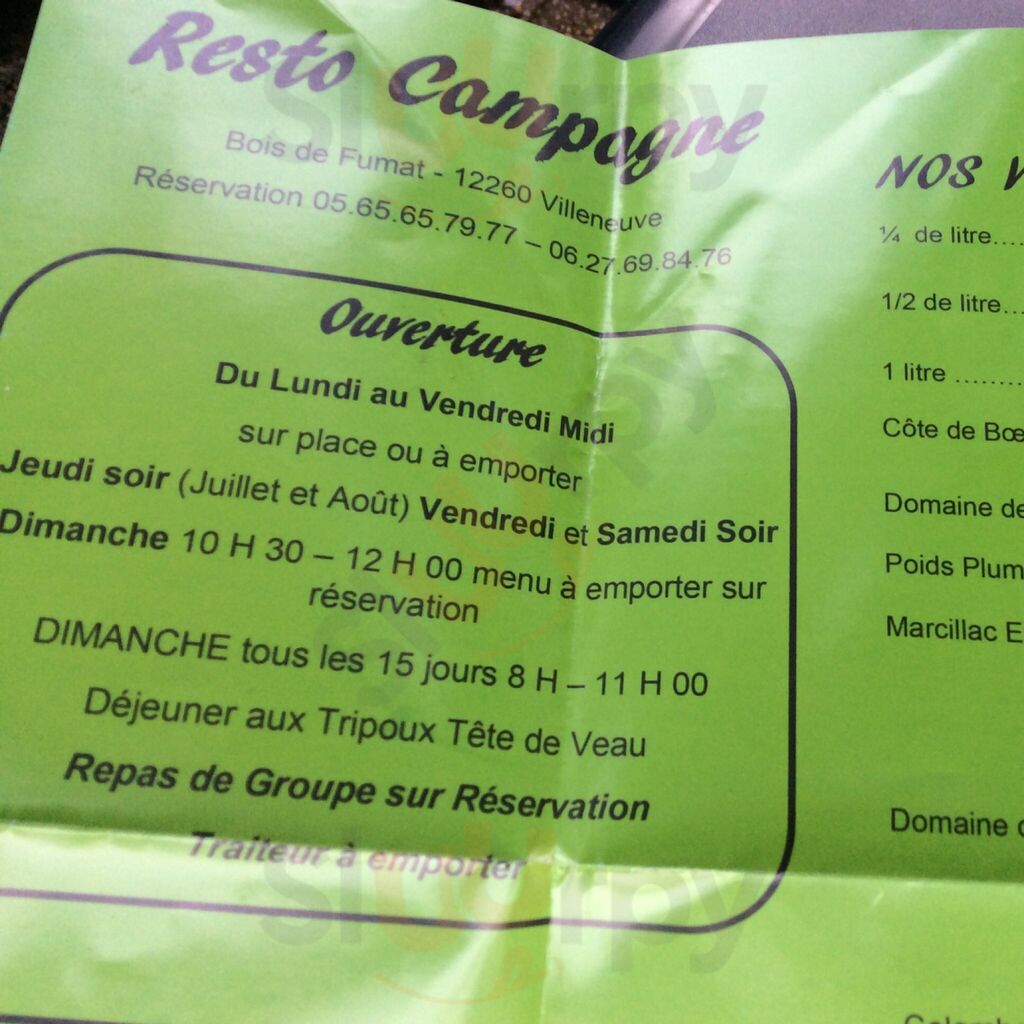 Resto Campagne
Bois de Fumat - 12260 Villeneuve
Réservation 05.65.65.79.77 – 06.27.69.84.76
Ouverture
Du Lundi au Vendredi Midi
sur place ou à emporter
Jeudi soir (Juillet et Août) Vendredi et Samedi Soir
Dimanche 10 H 30 – 12 H 00 menu à emporter sur
réservation
DIMANCHE tous les 15 jours 8 H – 11 H 00
Déjeuner aux Tripoux Tête de Veau
Repas de Groupe sur Réservation
Traiteur à emporter
NOS
¼ de litre....
1/2 de litre...
1 litre ........
Côte de
Domaine
Poids
Marcillac
Domaine
sluurpy
sluurpy
sluurpy